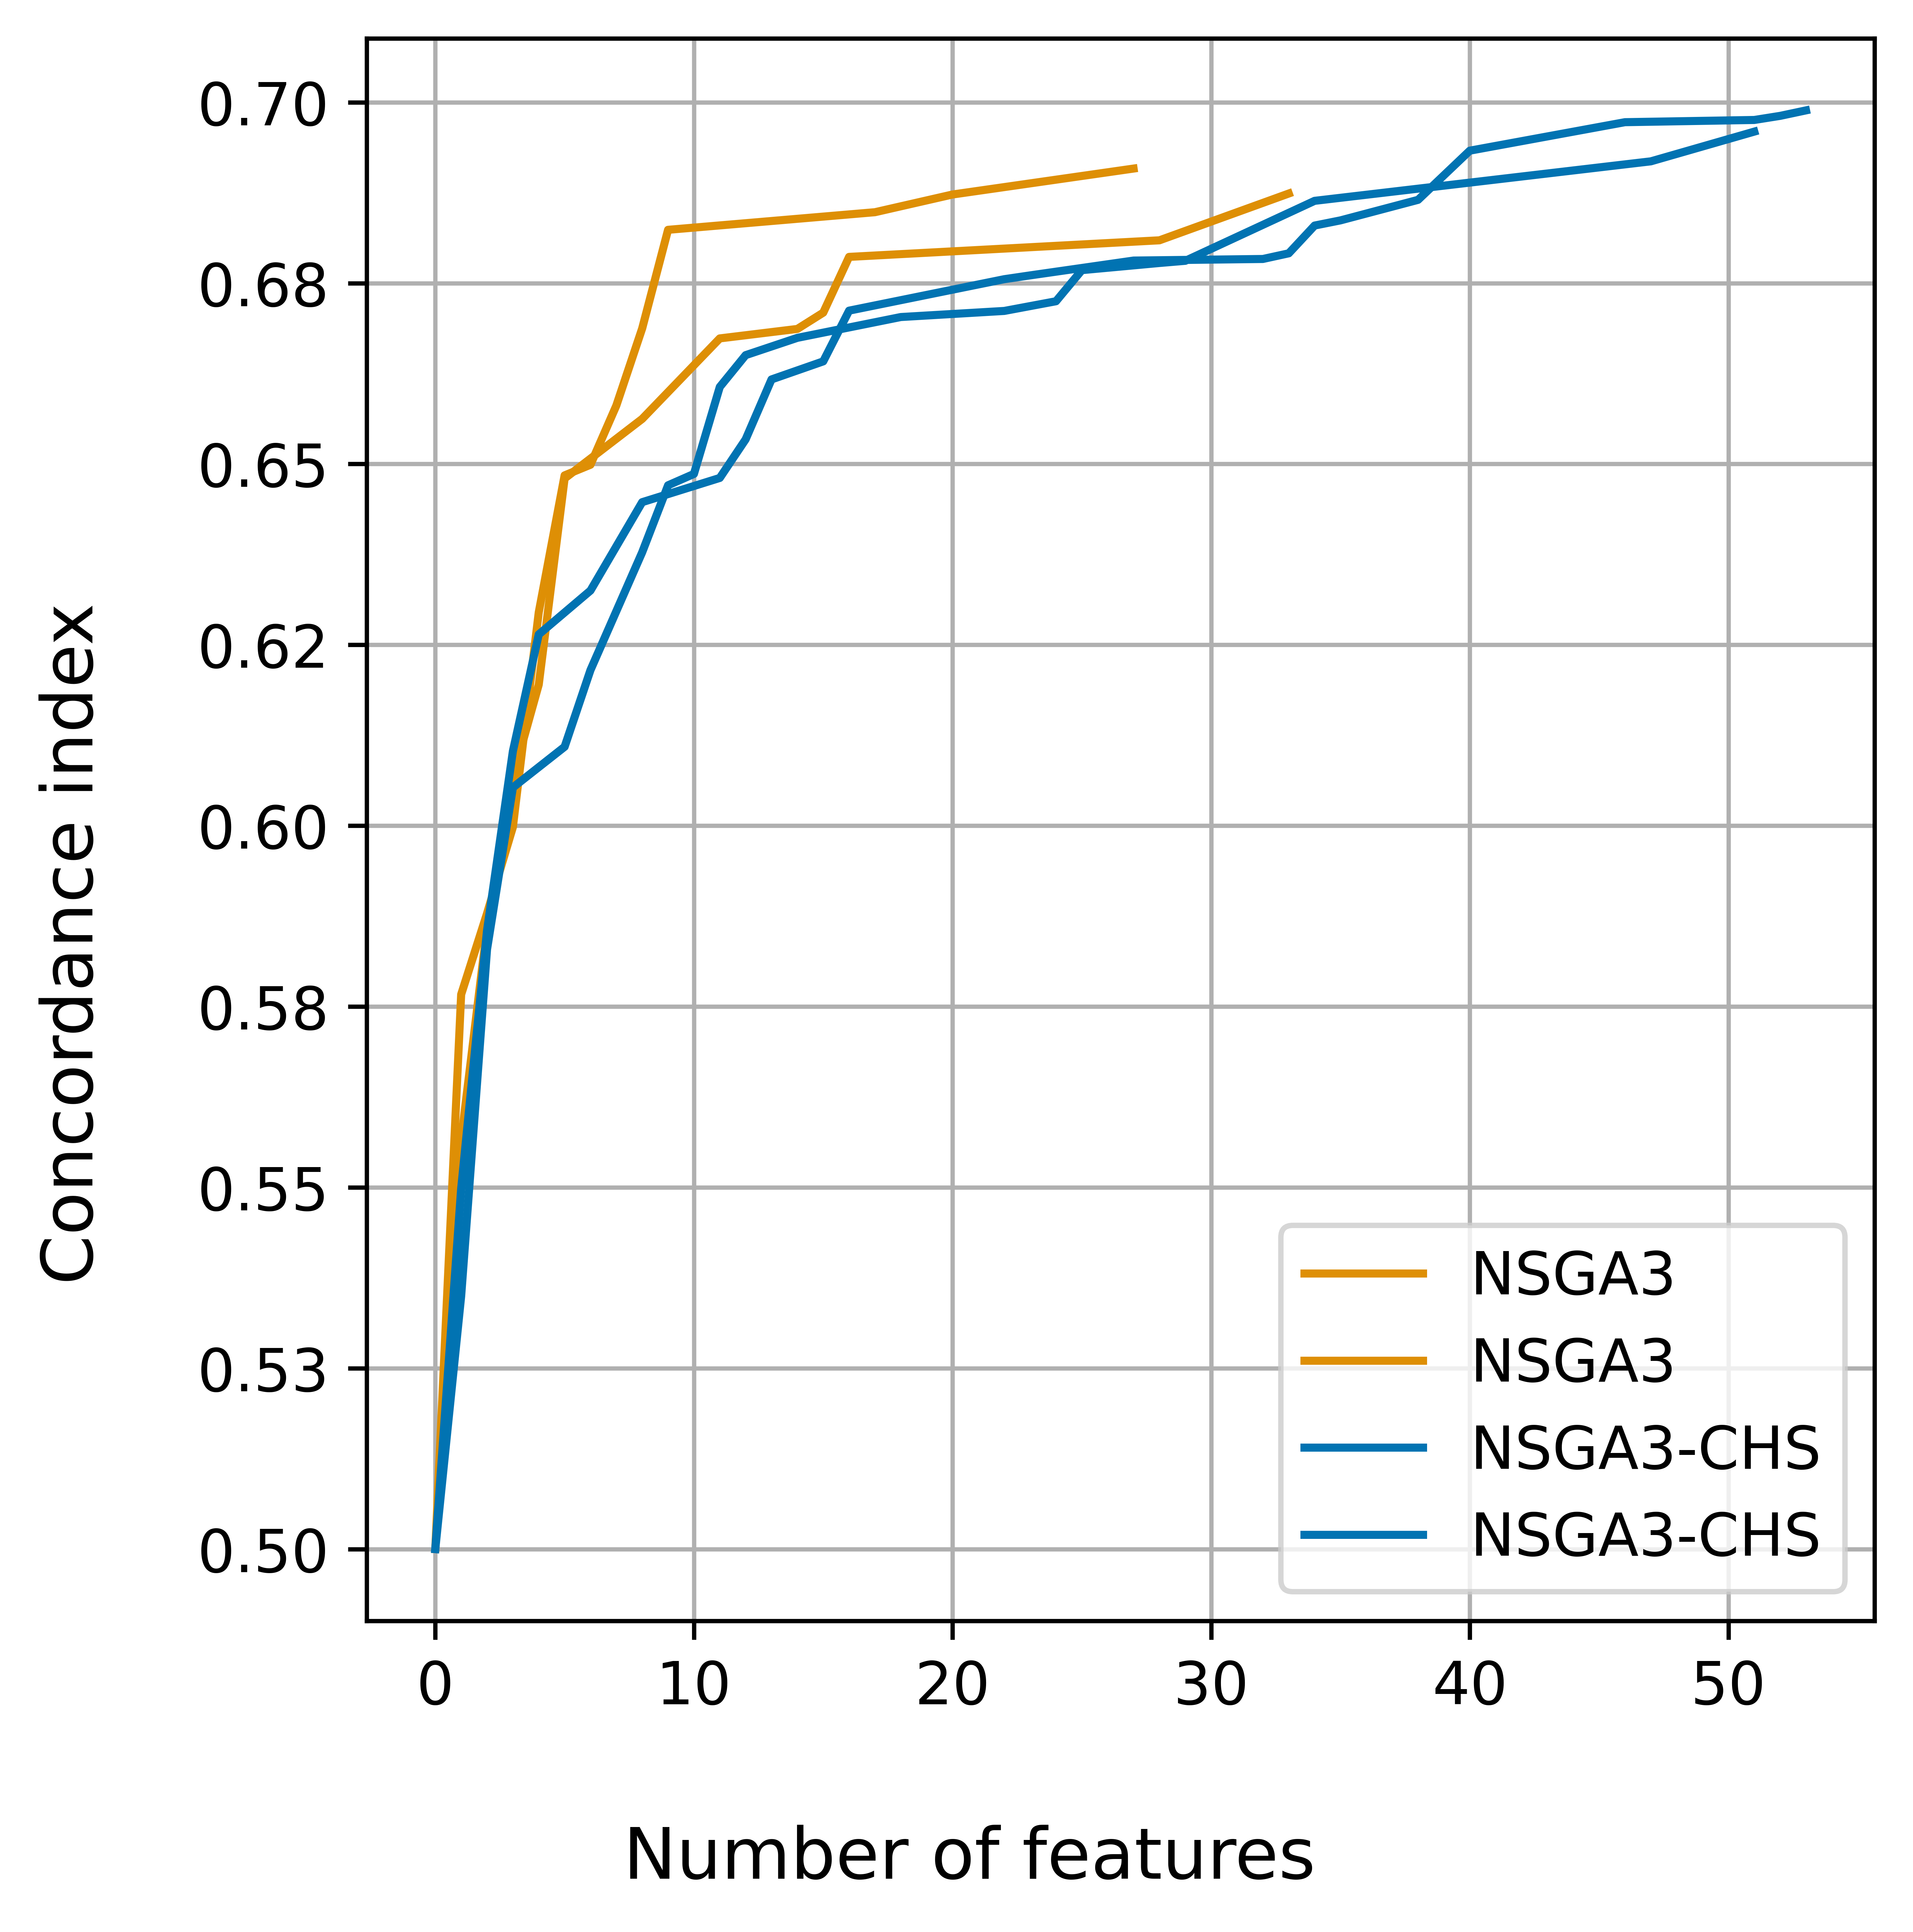 Concordance index
0.70
0.68
0.65
0.62
0.60
0.58
0.55
0.53
0.50
NSGA3
NSGA3
NSGA3-CHS
NSGA3-CHS
0 10 20 30 40 50
Number of features